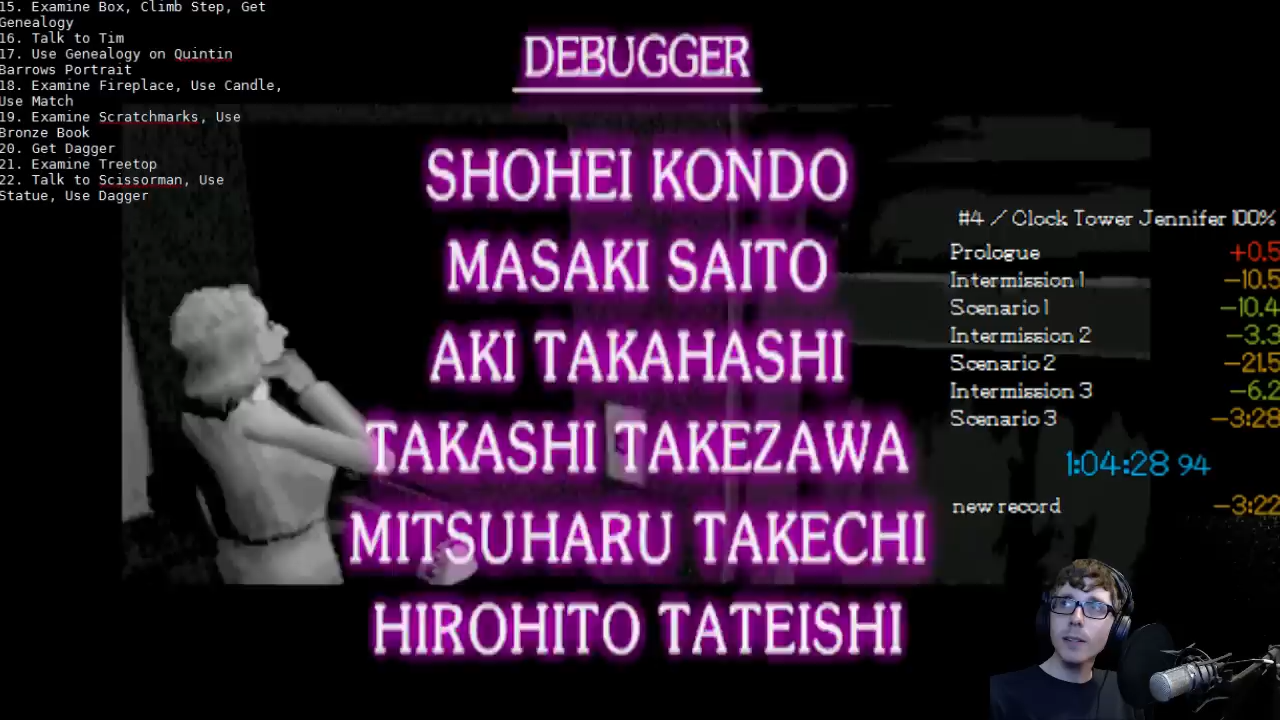 15. Examine Box, Climb Step, Get
Genealogy
16. Talk to Tim
17. Use Genealogy on Quintin
Barrows Portrait
18. Examine Fireplace, Use Candle,
Use Match
19. Examine Scratchmarks, Use
Bronze Book
20. Get Dagger
21. Examine Treetop
22. Talk to Scissorman, Use
Statue, Use Dagger
DEBUGGER
SHOHEI KONDO
MASAKI SAITO
AKI TAKAHASHI
TAKASHI TAKEZAWA
MITSUHARU TAKECHI
HIROHITO TATEISHI
#4 / Clock Tower Jennifer 100%
Prologue +0.5
Intermission 1 -10.5
Scenario 1 -10.4
Intermission 2 -3.3
Scenario 2 -21.5
Intermission 3 -6.2
Scenario 3 -3:28
1:04:28 94
new record -3:22